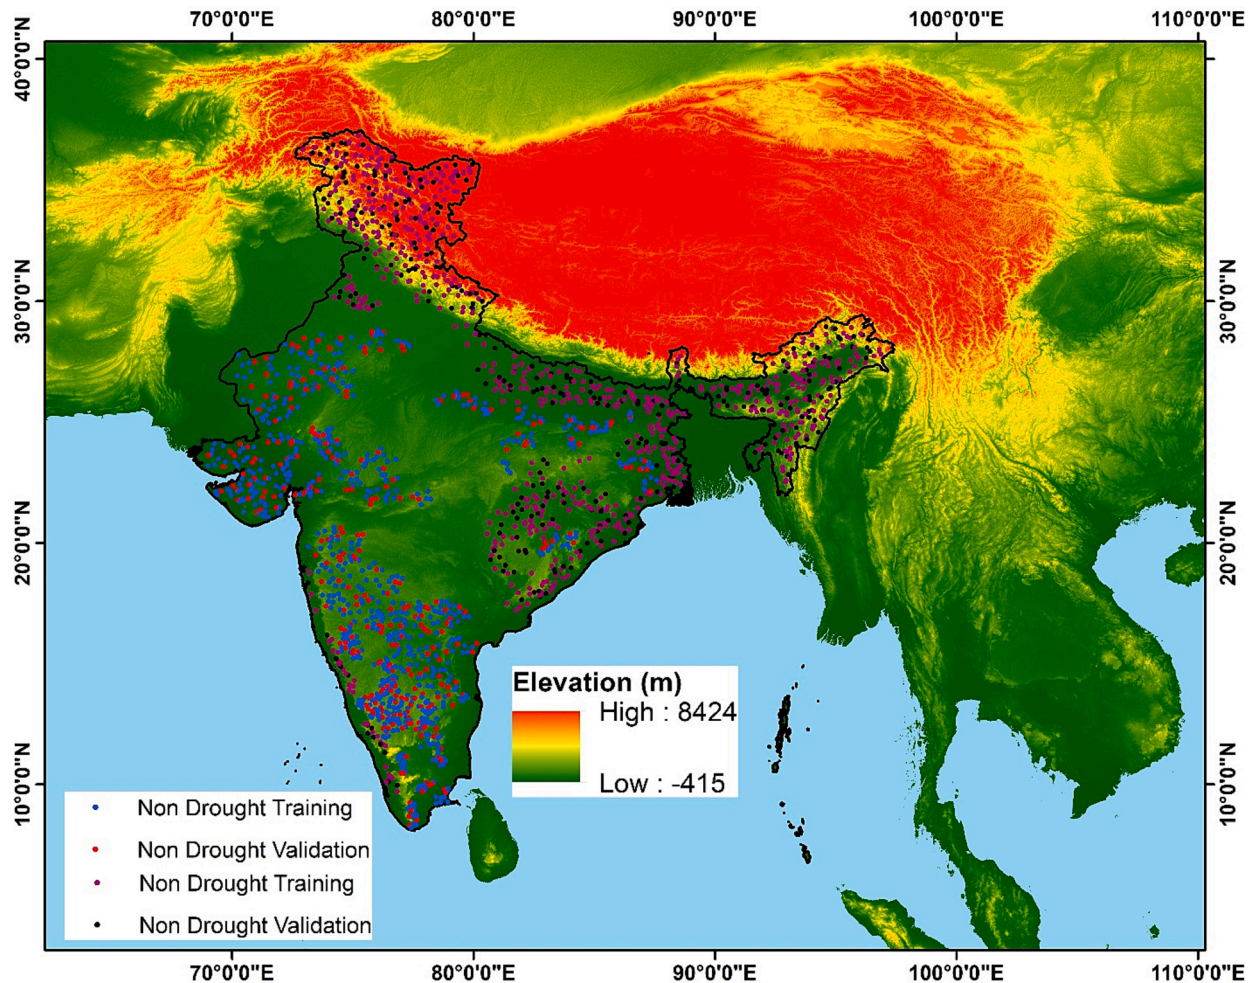 70°0'0"E 80°0'0"E 90°0'0"E 100°0'0"E 110°0'0"E
40°0'0"N
30°0'0"N 30°0'0"N
20°0'0"N 20°0'0"N
Elevation (m)
High : 8424
Low : -415
10°0'0"N 10°0'0"N
Non Drought Training
Non Drought Validation
Non Drought Training
Non Drought Validation
70°0'0"E 80°0'0"E 90°0'0"E 100°0'0"E 110°0'0"E